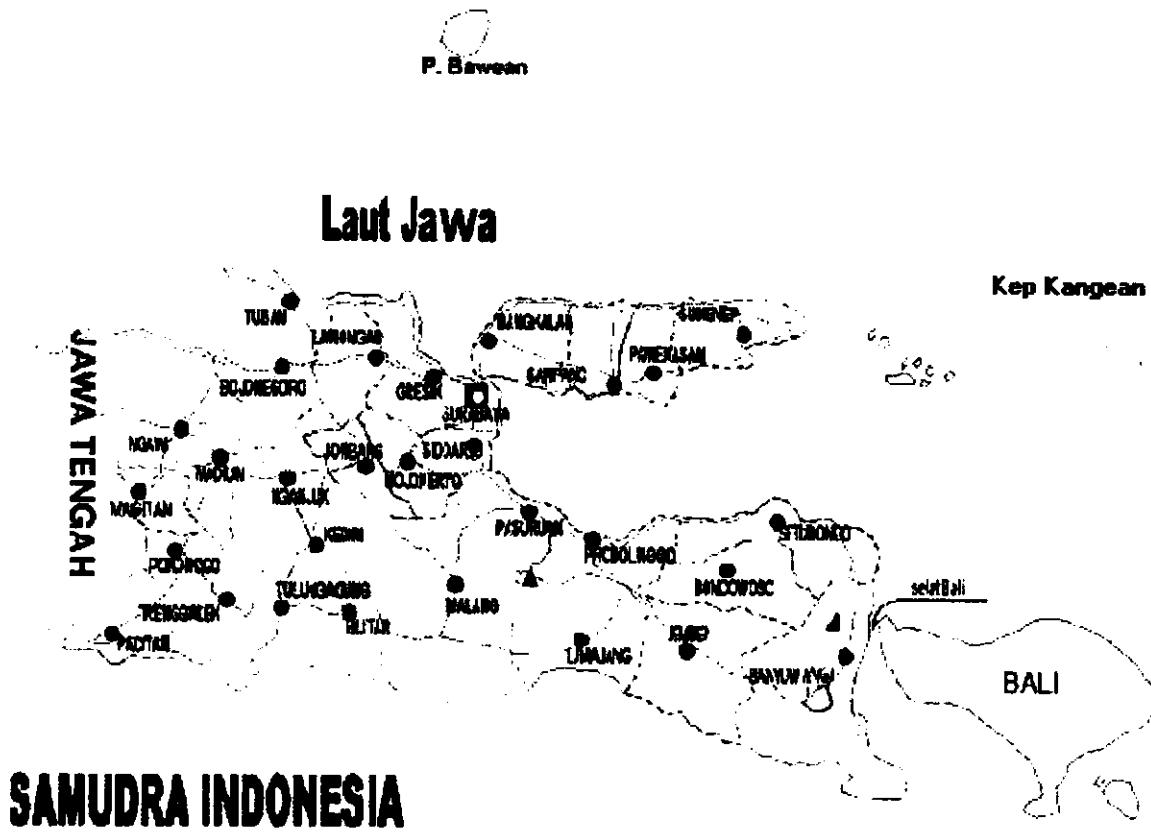 P. Bawean
Laut Jawa
Kep Kangean
TUBAN
LAMONGAN
BANGKALAN
SUMENEP
PAMEKASAN
SAMPANG
BOJONEGORO
GRESIK
SURABAYA
JAWA TENGAH
NGAWI
MADIUN
JOMBANG
SIDOARJO
MOJOKERTO
NGANJUK
MAGETAN
PASURUAN
KEDIRI
PROBOLINGGO
SITUBONDO
PONOROGO
BONDOWOSO
TULUNGAGUNG
MALANG
selat Bali
TRENGGALEK
BLITAR
PACITAN
JEMBER
LUMAJANG
BANYUWANGI
BALI
SAMUDRA INDONESIA